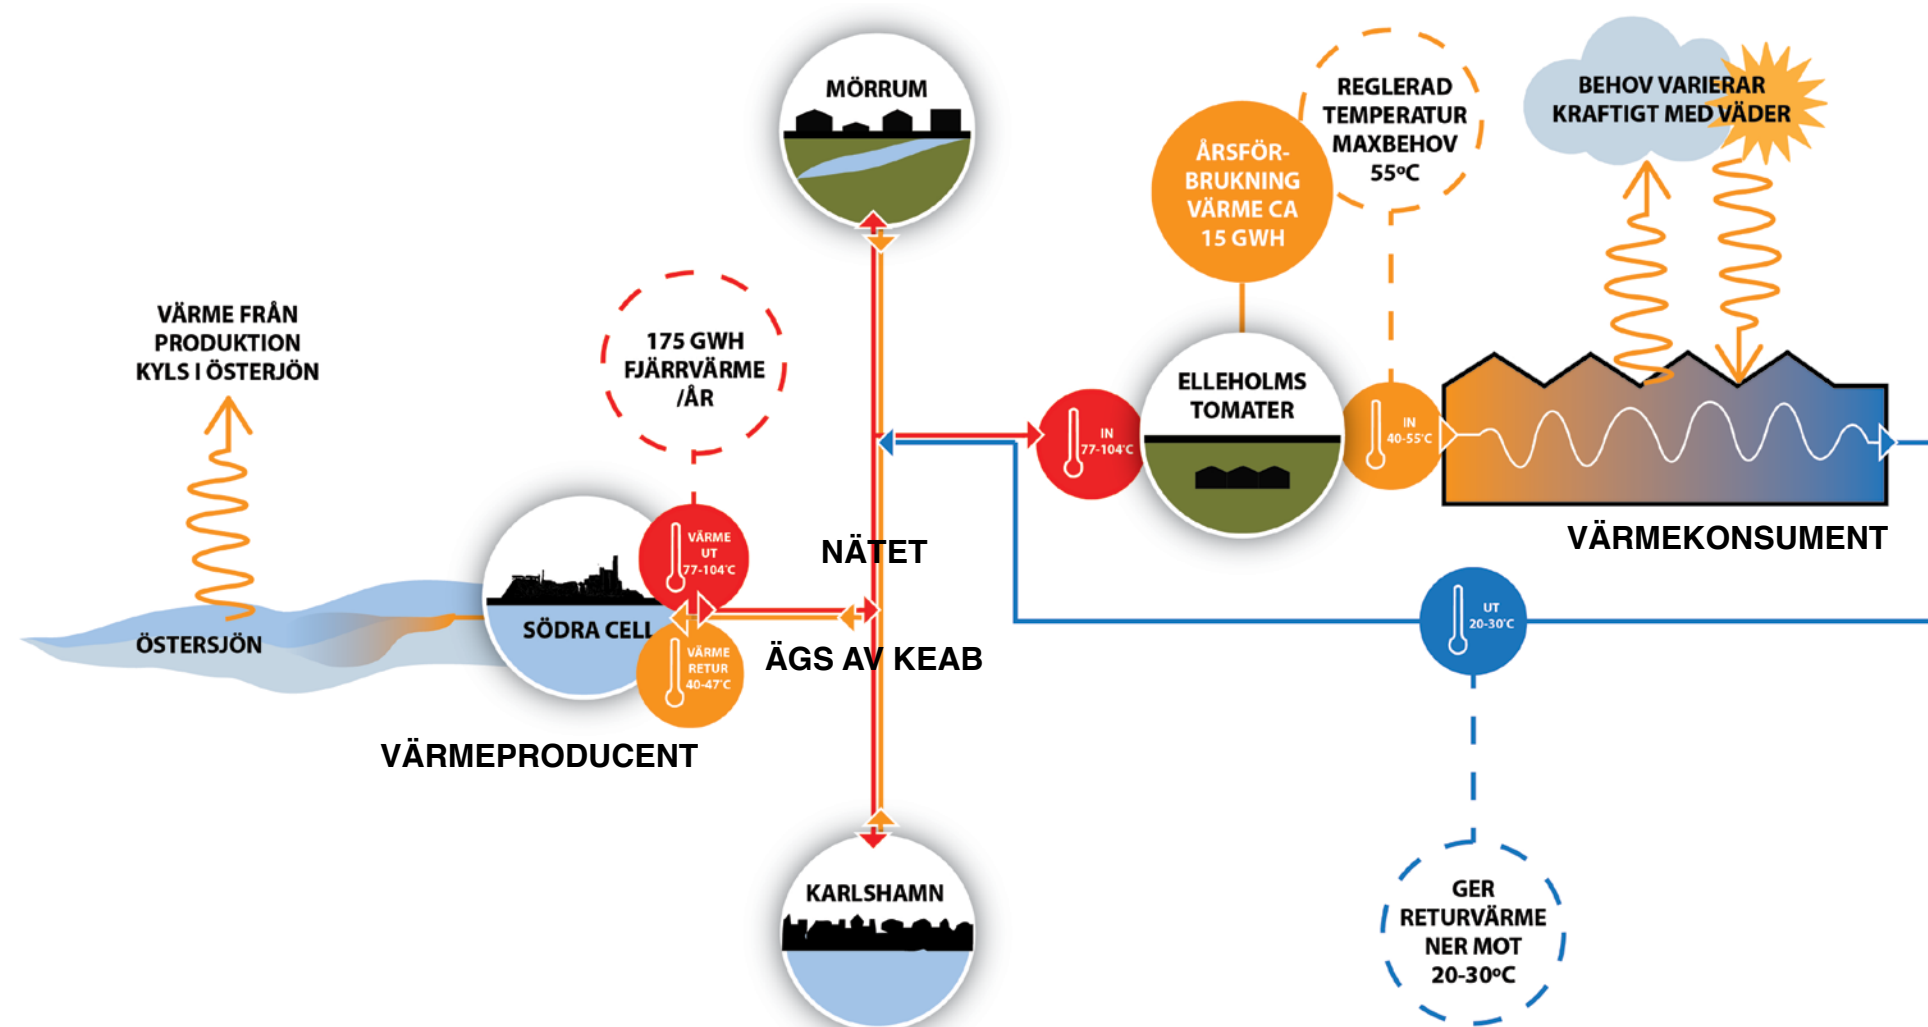 MÖRRUM
REGLERAD
TEMPERATUR
MAXBEHOV
55ºC
BEHOV VARIERAR
KRAFTIGT MED VÄDER
ÅRSFÖR-
BRUKNING
VÄRME CA
15 GWH
VÄRME FRÅN
PRODUKTION
KYLS I ÖSTERJÖN
175 GWH
FJÄRRVÄRME
/ÅR
ELLEHOLMS
TOMATER
IN
77-104°C
IN
40-55°C
VÄRMEKONSUMENT
NÄTET
VÄRME
UT
77-104°C
ÖSTERSJÖN
SÖDRA CELL
VÄRME
RETUR
40-47°C
ÄGS AV KEAB
UT
20-30°C
VÄRMEPRODUCENT
KARLSHAMN
GER
RETURVÄRME
NER MOT
20-30ºC